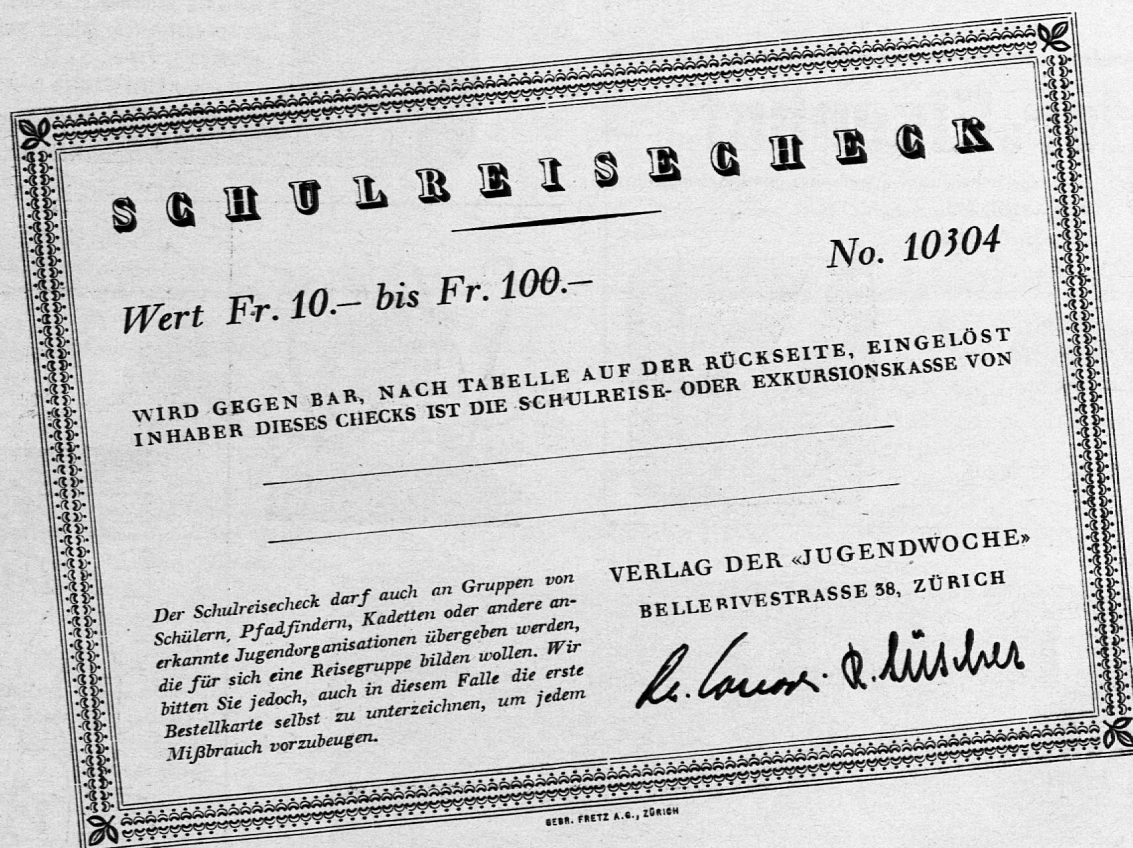 SCHULREISECHECK
Wert Fr. 10.– bis Fr. 100.–
No. 10304
WIRD GEGEN BAR, NACH TABELLE AUF DER RÜCKSEITE, EINGELÖST
INHABER DIESES CHECKS IST DIE SCHULREISE- ODER EXKURSIONSKASSE VON
Der Schulreisecheck darf auch an Gruppen von
Schülern, Pfadfindern, Kadetten oder andere an-
erkannte Jugendorganisationen übergeben werden,
die für sich eine Reisegruppe bilden wollen. Wir
bitten Sie jedoch, auch in diesem Falle die erste
Bestellkarte selbst zu unterzeichnen, um jedem
Mißbrauch vorzubeugen.
VERLAG DER «JUGENDWOCHE»
BELLERIVESTRASSE 38, ZÜRICH
R. Lüscher
GEBR. FRETZ A.G., ZÜRICH